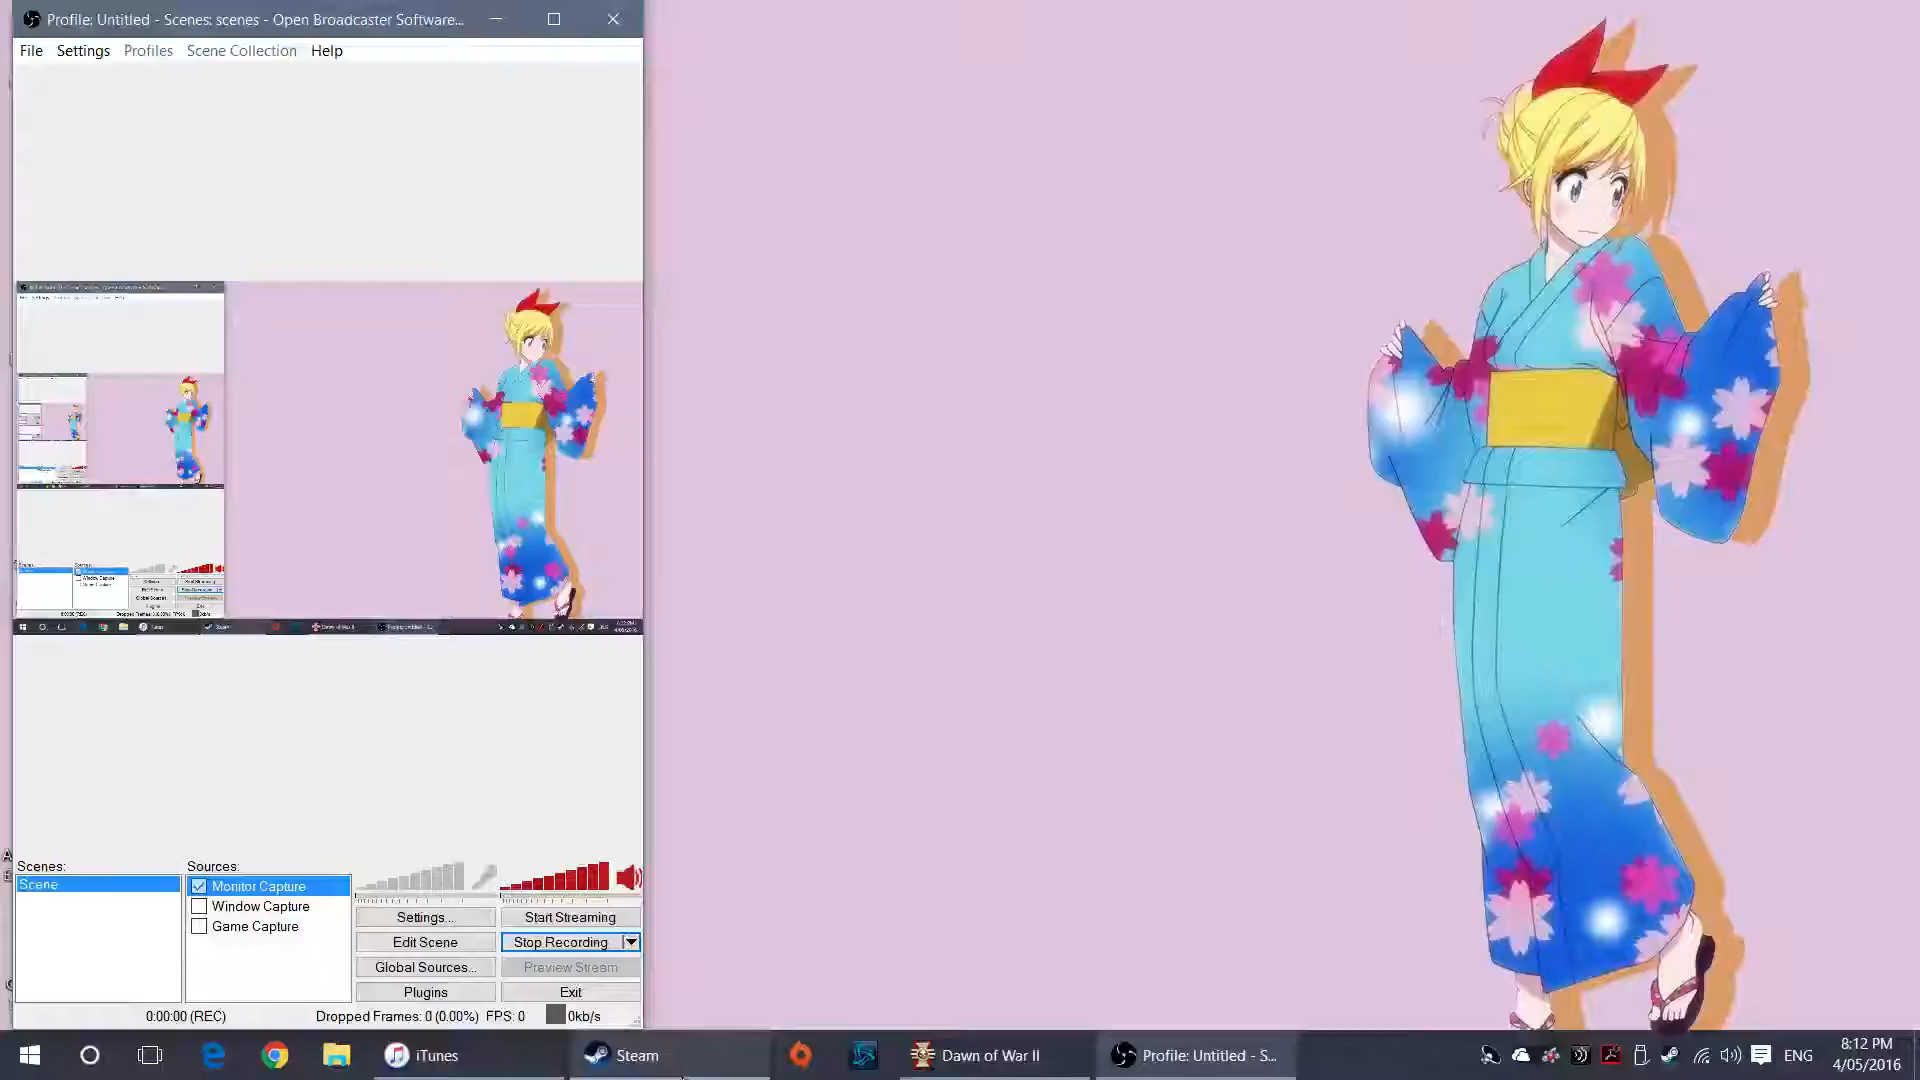 Profile: Untitled - Scenes: scenes - Open Broadcaster Software...
File Settings Profiles Scene Collection Help
Scenes:
Scene
Sources:
Monitor Capture
Window Capture
Game Capture
Settings...
Start Streaming
Edit Scene
Stop Recording
Global Sources...
Preview Stream
Plugins
Exit
0:00:00 (REC)
Dropped Frames: 0 (0.00%) FPS: 0
0kb/s
iTunes
Steam
Dawn of War II
Profile: Untitled - S...
ENG
8:12 PM
4/05/2016